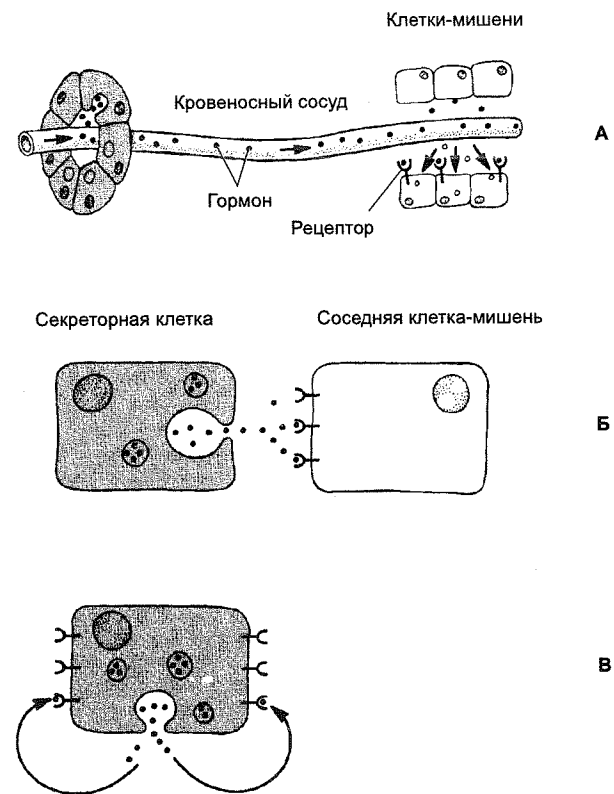 Клетки-мишени
Кровеносный сосуд
А
Гормон
Рецептор
Секреторная клетка
Соседняя клетка-мишень
Б
В